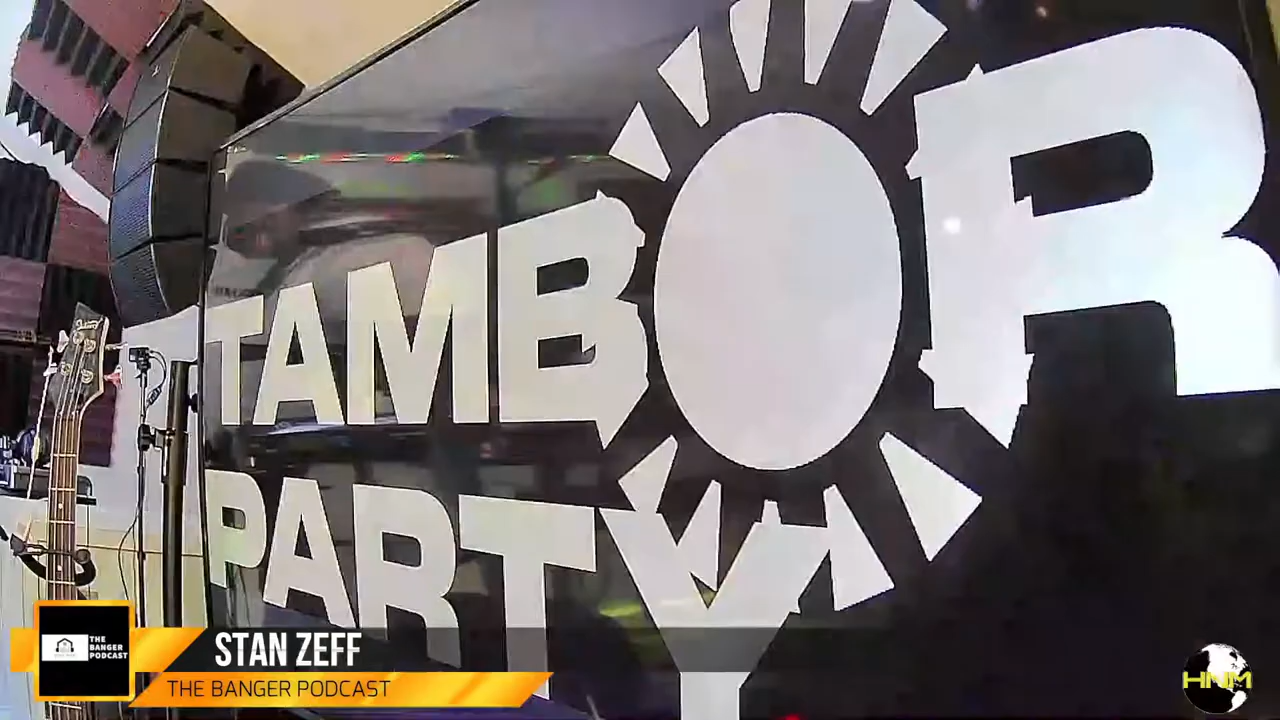 TAMBOR
PARTY
THE
BANGER
PODCAST
STAN ZEFF
THE BANGER PODCAST
HNM